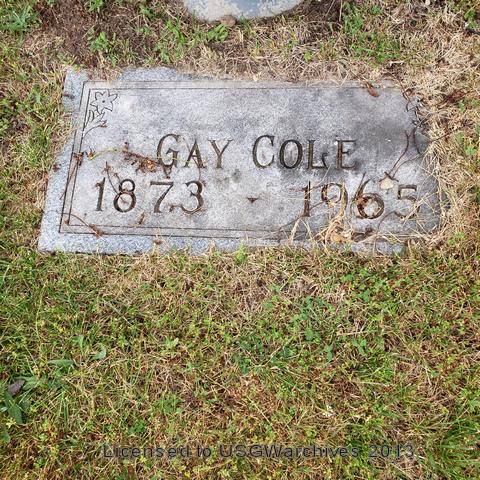 GAY COLE
1873 - 1965
Licensed to USGWarchives 2013